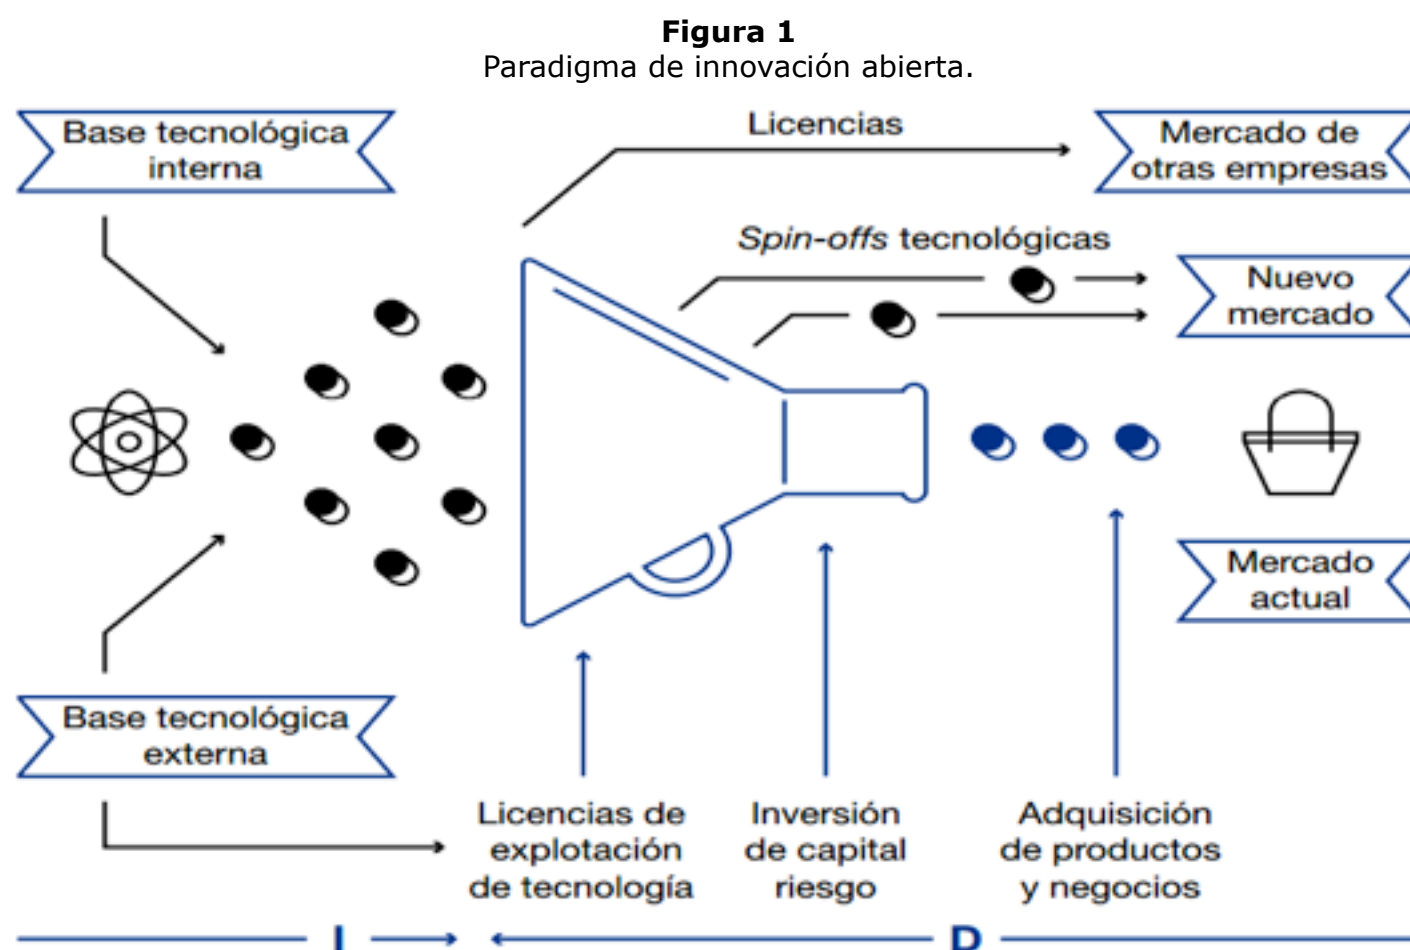 Figura 1
Paradigma de innovación abierta.
Base tecnológica
interna
Licencias
Mercado de
otras empresas
Spin-offs tecnológicas
Nuevo
mercado
Mercado
actual
Base tecnológica
externa
Licencias de
explotación
de tecnología
Inversión
de capital
riesgo
Adquisición
de productos
y negocios
I
D